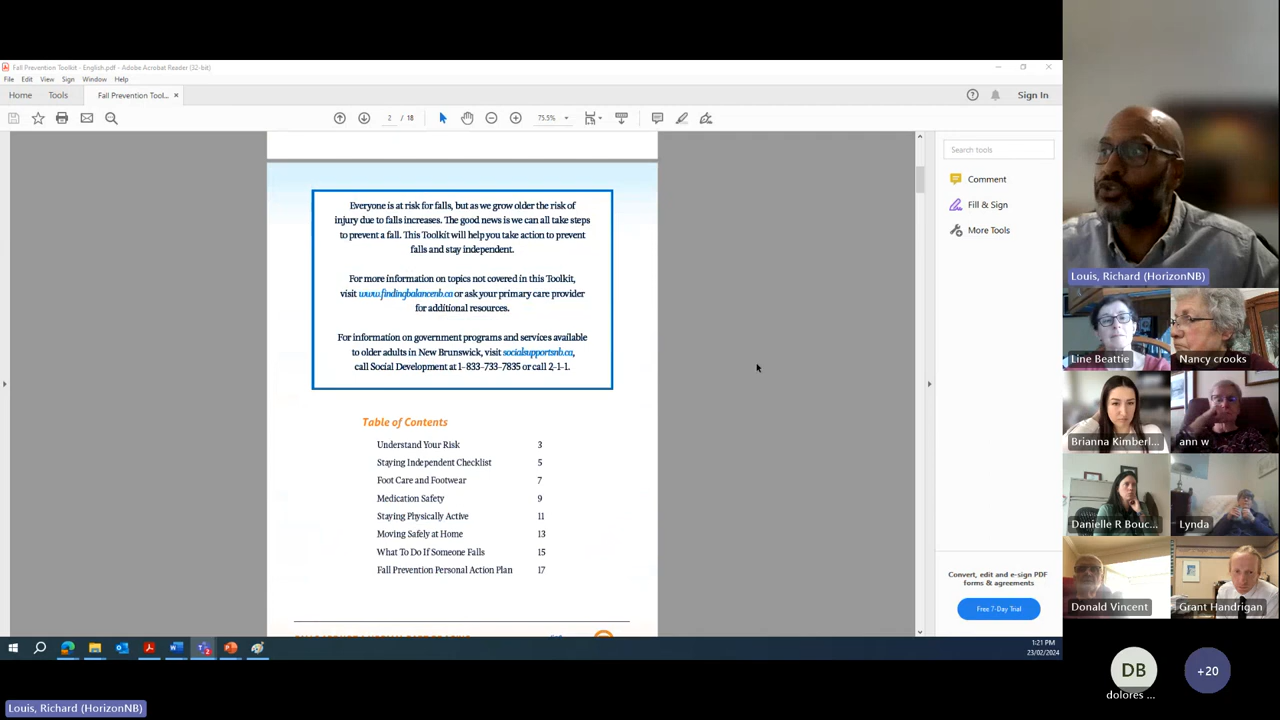 Fall Prevention Toolkit - English.pdf - Adobe Acrobat Reader (32-bit)
File Edit View Sign Window Help
Home Tools Fall Prevention Tool... × Sign In
2 / 18 75.5%
Everyone is at risk for falls, but as we grow older the risk of
injury due to falls increases. The good news is we can all take steps
to prevent a fall. This Toolkit will help you take action to prevent
falls and stay independent.
For more information on topics not covered in this Toolkit,
visit www.findingbalancenb.ca or ask your primary care provider
for additional resources.
For information on government programs and services available
to older adults in New Brunswick, visit socialsupportsnb.ca,
call Social Development at 1-833-733-7835 or call 2-1-1.
Table of Contents
Understand Your Risk 3
Staying Independent Checklist 5
Foot Care and Footwear 7
Medication Safety 9
Staying Physically Active 11
Moving Safely at Home 13
What To Do If Someone Falls 15
Fall Prevention Personal Action Plan 17
Search tools
Comment
Fill & Sign
More Tools
Convert, edit and e-sign PDF
forms & agreements
Free 7-Day Trial
1:21 PM
23/02/2024
Louis, Richard (HorizonNB)
Line Beattie
Nancy crooks
Brianna Kimberl...
ann w
Danielle R Bouc...
Lynda
Donald Vincent
Grant Handrigan
DB
dolores ...
+20
Louis, Richard (HorizonNB)